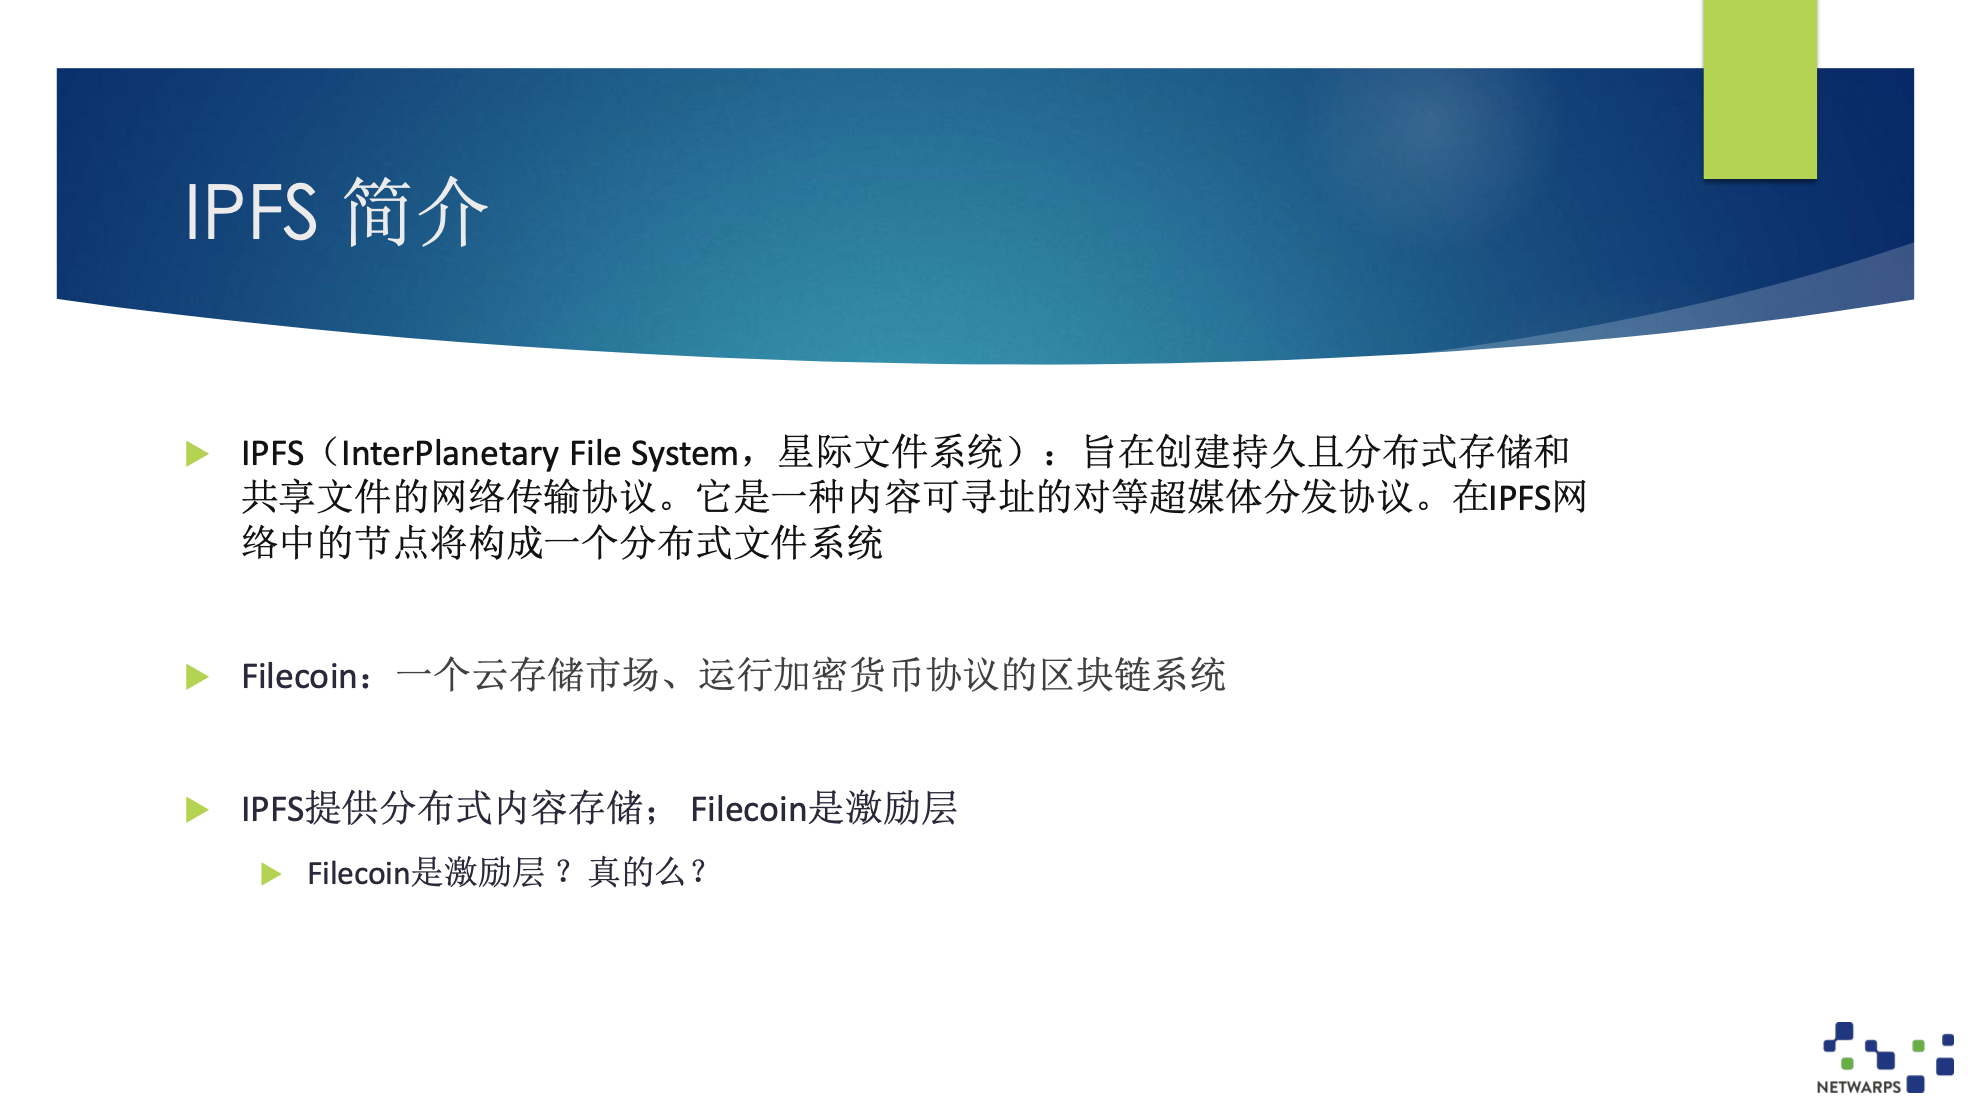 IPFS 简介
IPFS（InterPlanetary File System，星际文件系统）：旨在创建持久且分布式存储和
共享文件的网络传输协议。它是一种内容可寻址的对等超媒体分发协议。在IPFS网
络中的节点将构成一个分布式文件系统
Filecoin：一个云存储市场、运行加密货币协议的区块链系统
IPFS提供分布式内容存储； Filecoin是激励层
Filecoin是激励层 ？ 真的么？
NETWARPS